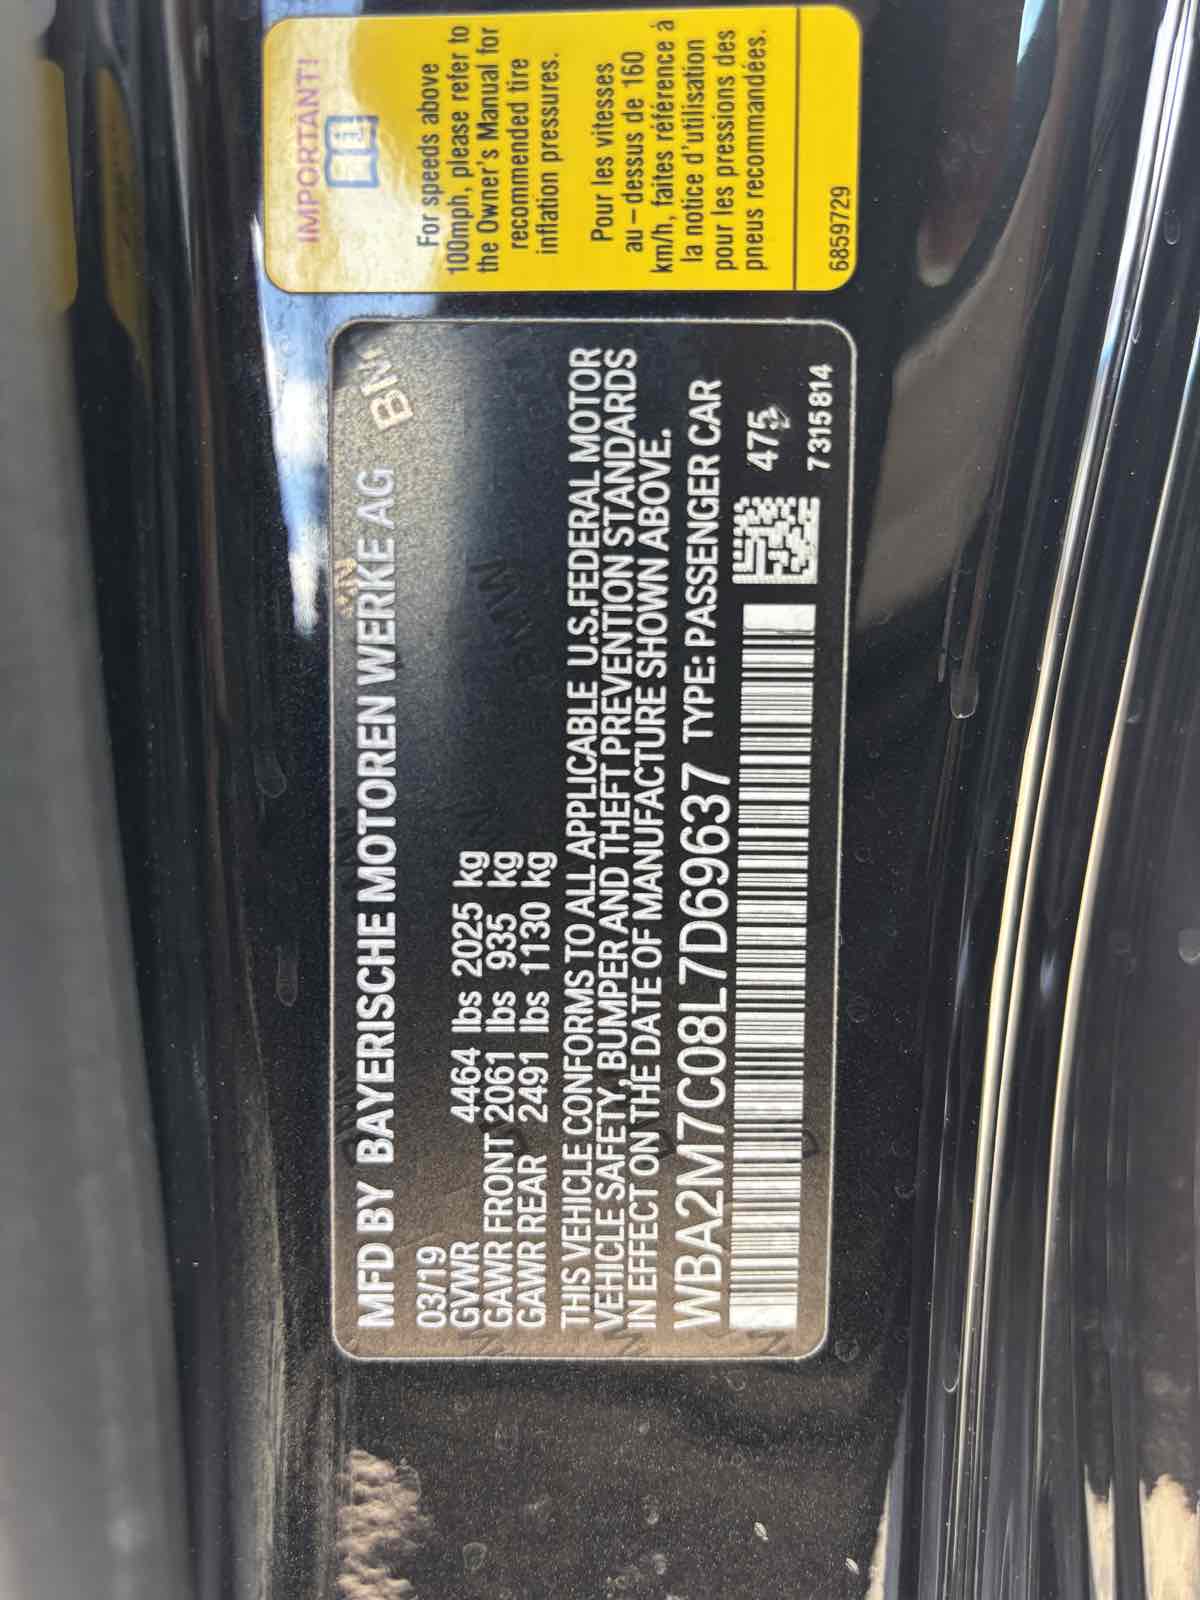 MFD BY BAYERISCHE MOTOREN WERKE AG
03/19
GVWR 4464 lbs 2025 kg
GAWR FRONT 2061 lbs 935 kg
GAWR REAR 2491 lbs 1130 kg
THIS VEHICLE CONFORMS TO ALL APPLICABLE U.S.FEDERAL MOTOR
VEHICLE SAFETY, BUMPER AND THEFT PREVENTION STANDARDS
IN EFFECT ON THE DATE OF MANUFACTURE SHOWN ABOVE.
WBA2M7C08L7D69637 TYPE: PASSENGER CAR
475
7315814
IMPORTANT!
For speeds above
100mph, please refer to
the Owner's Manual for
recommended tire
inflation pressures.
Pour les vitesses
au-dessus de 160
km/h, faites référence à
la notice d'utilisation
pour les pressions des
pneus recommandées.
6859729